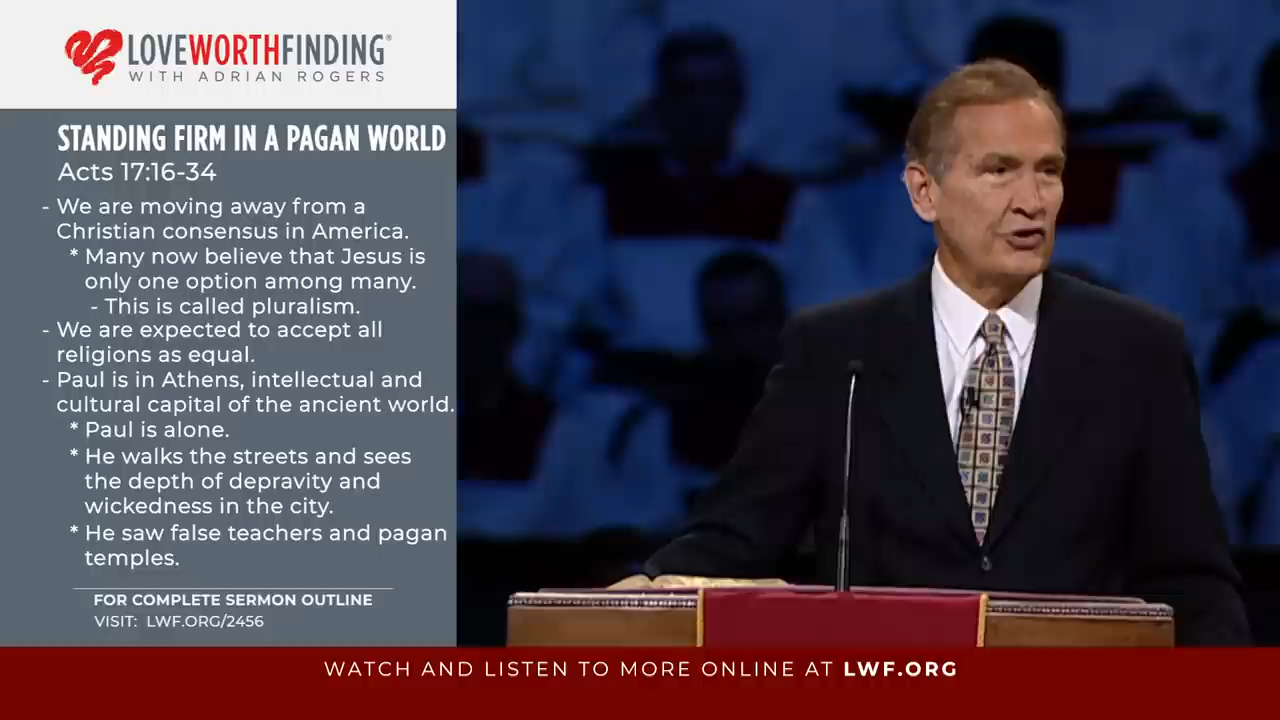 LOVEWORTHFINDING®
WITH ADRIAN ROGERS
STANDING FIRM IN A PAGAN WORLD
Acts 17:16-34
- We are moving away from a
Christian consensus in America.
* Many now believe that Jesus is
only one option among many.
- This is called pluralism.
- We are expected to accept all
religions as equal.
- Paul is in Athens, intellectual and
cultural capital of the ancient world.
* Paul is alone.
* He walks the streets and sees
the depth of depravity and
wickedness in the city.
* He saw false teachers and pagan
temples.
FOR COMPLETE SERMON OUTLINE
VISIT: LWF.ORG/2456
WATCH AND LISTEN TO MORE ONLINE AT LWF.ORG